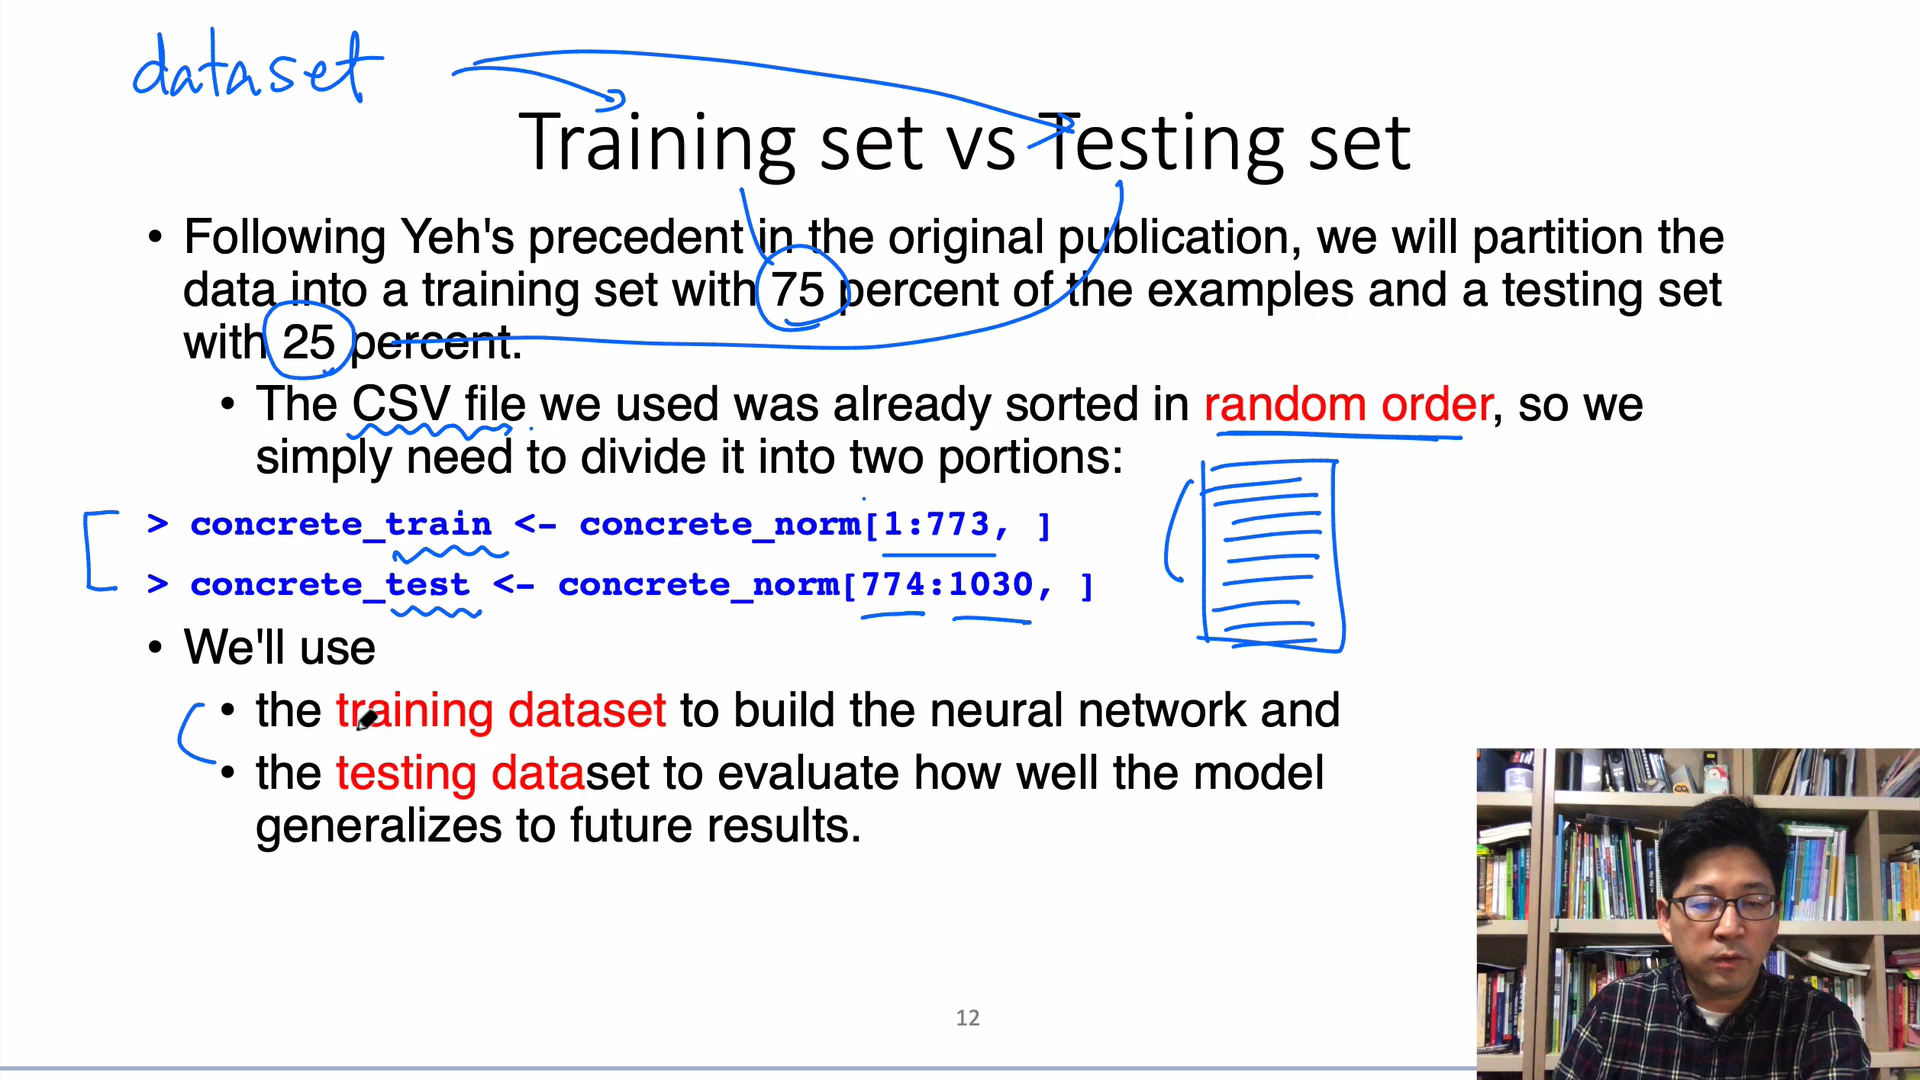 dataset
Training set vs Testing set
• Following Yeh's precedent in the original publication, we will partition the
data into a training set with 75 percent of the examples and a testing set
with 25 percent.
• The CSV file we used was already sorted in random order, so we
simply need to divide it into two portions:
> concrete_train <- concrete_norm[1:773, ]
> concrete_test <- concrete_norm[774:1030, ]
• We'll use
• the training dataset to build the neural network and
• the testing dataset to evaluate how well the model
generalizes to future results.
12